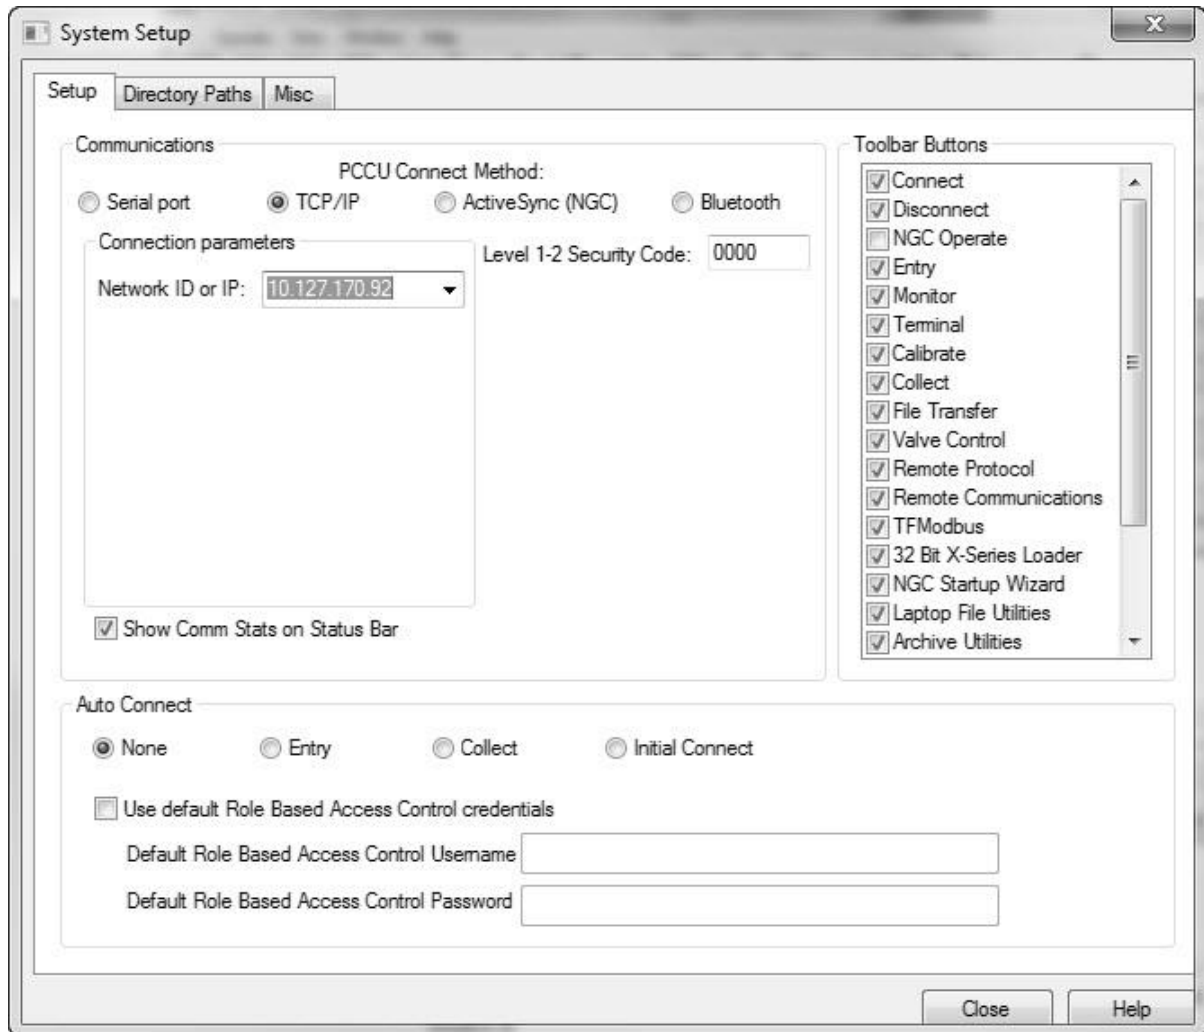 System Setup
Setup
Directory Paths
Misc
Communications
PCCU Connect Method:
Serial port
TCP/IP
ActiveSync (NGC)
Bluetooth
Connection parameters
Network ID or IP: 10.127.170.92
Level 1-2 Security Code: 0000
Show Comm Stats on Status Bar
Toolbar Buttons
Connect
Disconnect
NGC Operate
Entry
Monitor
Terminal
Calibrate
Collect
File Transfer
Valve Control
Remote Protocol
Remote Communications
TFModbus
32 Bit X-Series Loader
NGC Startup Wizard
Laptop File Utilities
Archive Utilities
Auto Connect
None
Entry
Collect
Initial Connect
Use default Role Based Access Control credentials
Default Role Based Access Control Username
Default Role Based Access Control Password
Close
Help